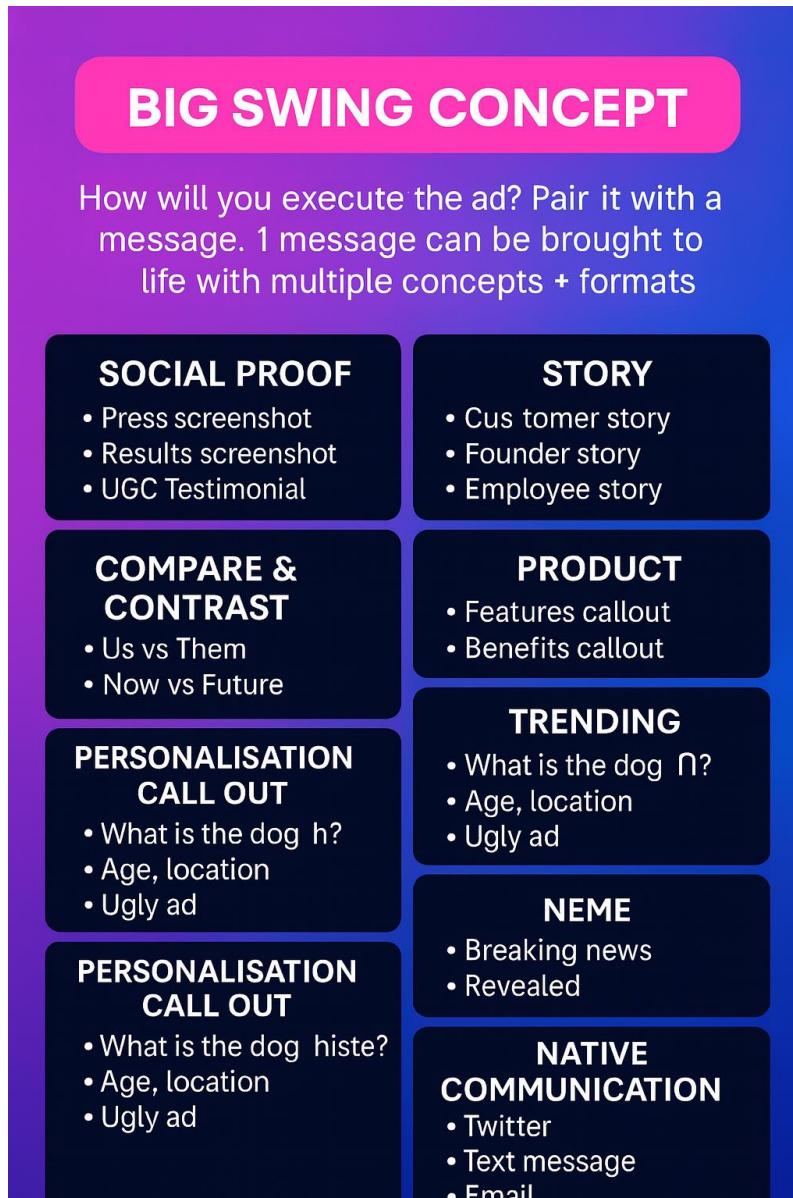 BIG SWING CONCEPT
How will you execute the ad? Pair it with a
message. 1 message can be brought to
life with multiple concepts + formats
SOCIAL PROOF
• Press screenshot
• Results screenshot
• UGC Testimonial
STORY
• Cus tomer story
• Founder story
• Employee story
COMPARE &
CONTRAST
• Us vs Them
• Now vs Future
PRODUCT
• Features callout
• Benefits callout
PERSONALISATION
CALL OUT
• What is the dog h?
• Age, location
• Ugly ad
TRENDING
• What is the dog Ո?
• Age, location
• Ugly ad
NEME
• Breaking news
• Revealed
PERSONALISATION
CALL OUT
• What is the dog histe?
• Age, location
• Ugly ad
NATIVE
COMMUNICATION
• Twitter
• Text message
• Email